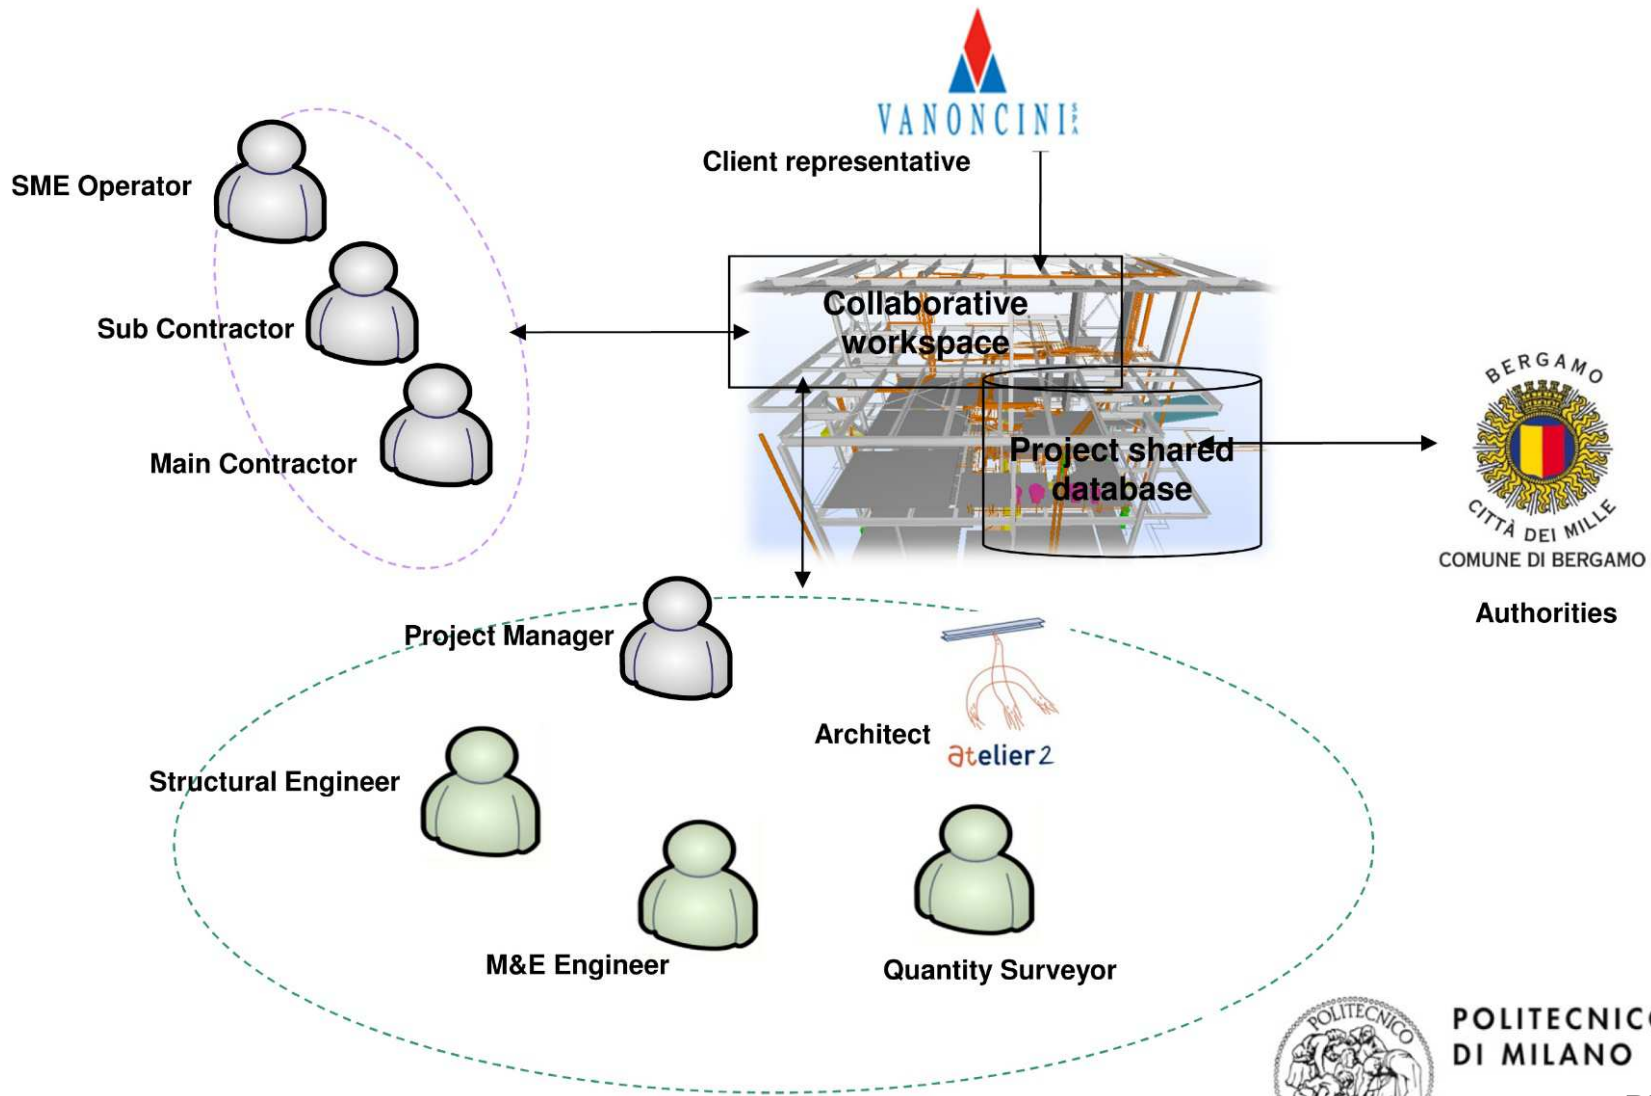 VANONCINI SPA
Client representative
SME Operator
Collaborative
workspace
Sub Contractor
BERGAMO
Main Contractor
Project shared
database
CITTÀ DEI MILLE
COMUNE DI BERGAMO
Authorities
Project Manager
Architect
atelier2
Structural Engineer
M&E Engineer
Quantity Surveyor
POLITECNICO
POLITECNICO
DI MILANO